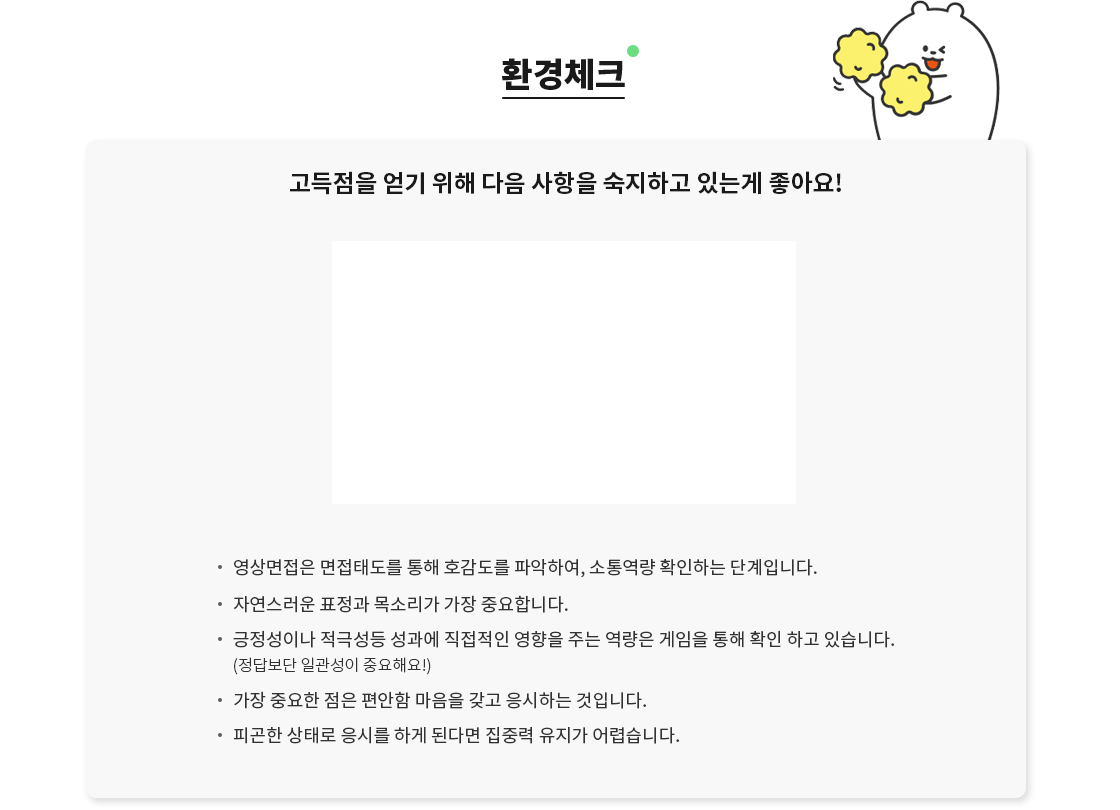 환경체크
고득점을 얻기 위해 다음 사항을 숙지하고 있는게 좋아요!
• 영상면접은 면접태도를 통해 호감도를 파악하여, 소통역량 확인하는 단계입니다.
• 자연스러운 표정과 목소리가 가장 중요합니다.
• 긍정성이나 적극성등 성과에 직접적인 영향을 주는 역량은 게임을 통해 확인 하고 있습니다.
(정답보단 일관성이 중요해요!)
• 가장 중요한 점은 편안함 마음을 갖고 응시하는 것입니다.
• 피곤한 상태로 응시를 하게 된다면 집중력 유지가 어렵습니다.